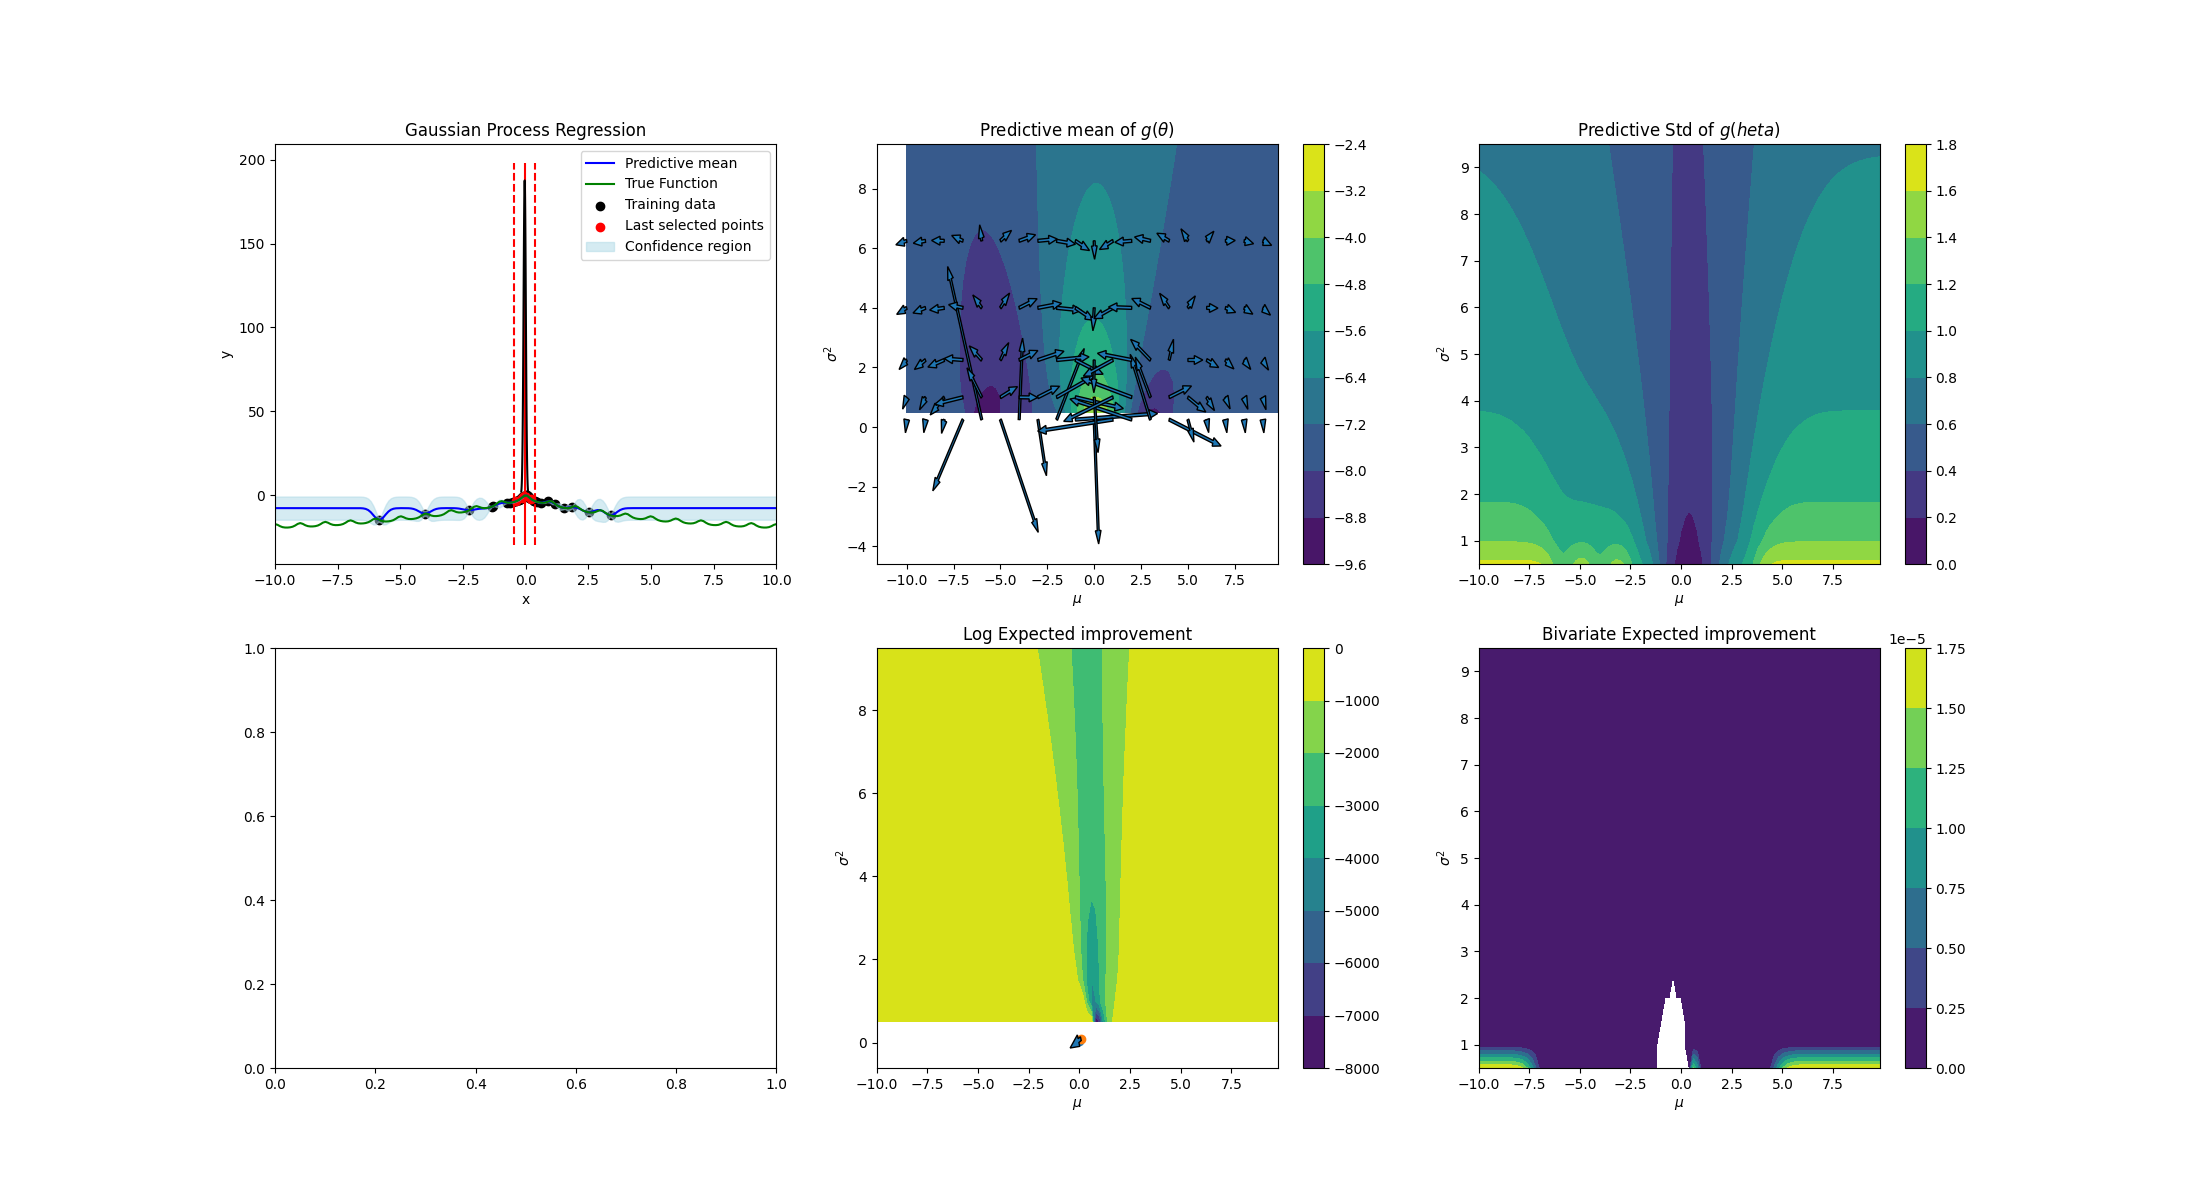 Gaussian Process Regression
200
150
100
50
0
y
−10.0 −7.5 −5.0 −2.5 0.0 2.5 5.0 7.5 10.0
x
Predictive mean
True Function
Training data
Last selected points
Confidence region
Predictive mean of g(θ)
8
6
4
2
0
−2
−4
σ²
−10.0 −7.5 −5.0 −2.5 0.0 2.5 5.0 7.5
μ
−2.4
−3.2
−4.0
−4.8
−5.6
−6.4
−7.2
−8.0
−8.8
−9.6
Predictive Std of g(heta)
9
8
7
6
5
4
3
2
1
σ²
−10.0 −7.5 −5.0 −2.5 0.0 2.5 5.0 7.5
μ
1.8
1.6
1.4
1.2
1.0
0.8
0.6
0.4
0.2
0.0
1.0
0.8
0.6
0.4
0.2
0.0
0.0 0.2 0.4 0.6 0.8 1.0
Log Expected improvement
8
6
4
2
0
σ²
−10.0 −7.5 −5.0 −2.5 0.0 2.5 5.0 7.5
μ
0
−1000
−2000
−3000
−4000
−5000
−6000
−7000
−8000
Bivariate Expected improvement
9
8
7
6
5
4
3
2
1
σ²
−10.0 −7.5 −5.0 −2.5 0.0 2.5 5.0 7.5
μ
1e−5
1.75
1.50
1.25
1.00
0.75
0.50
0.25
0.00